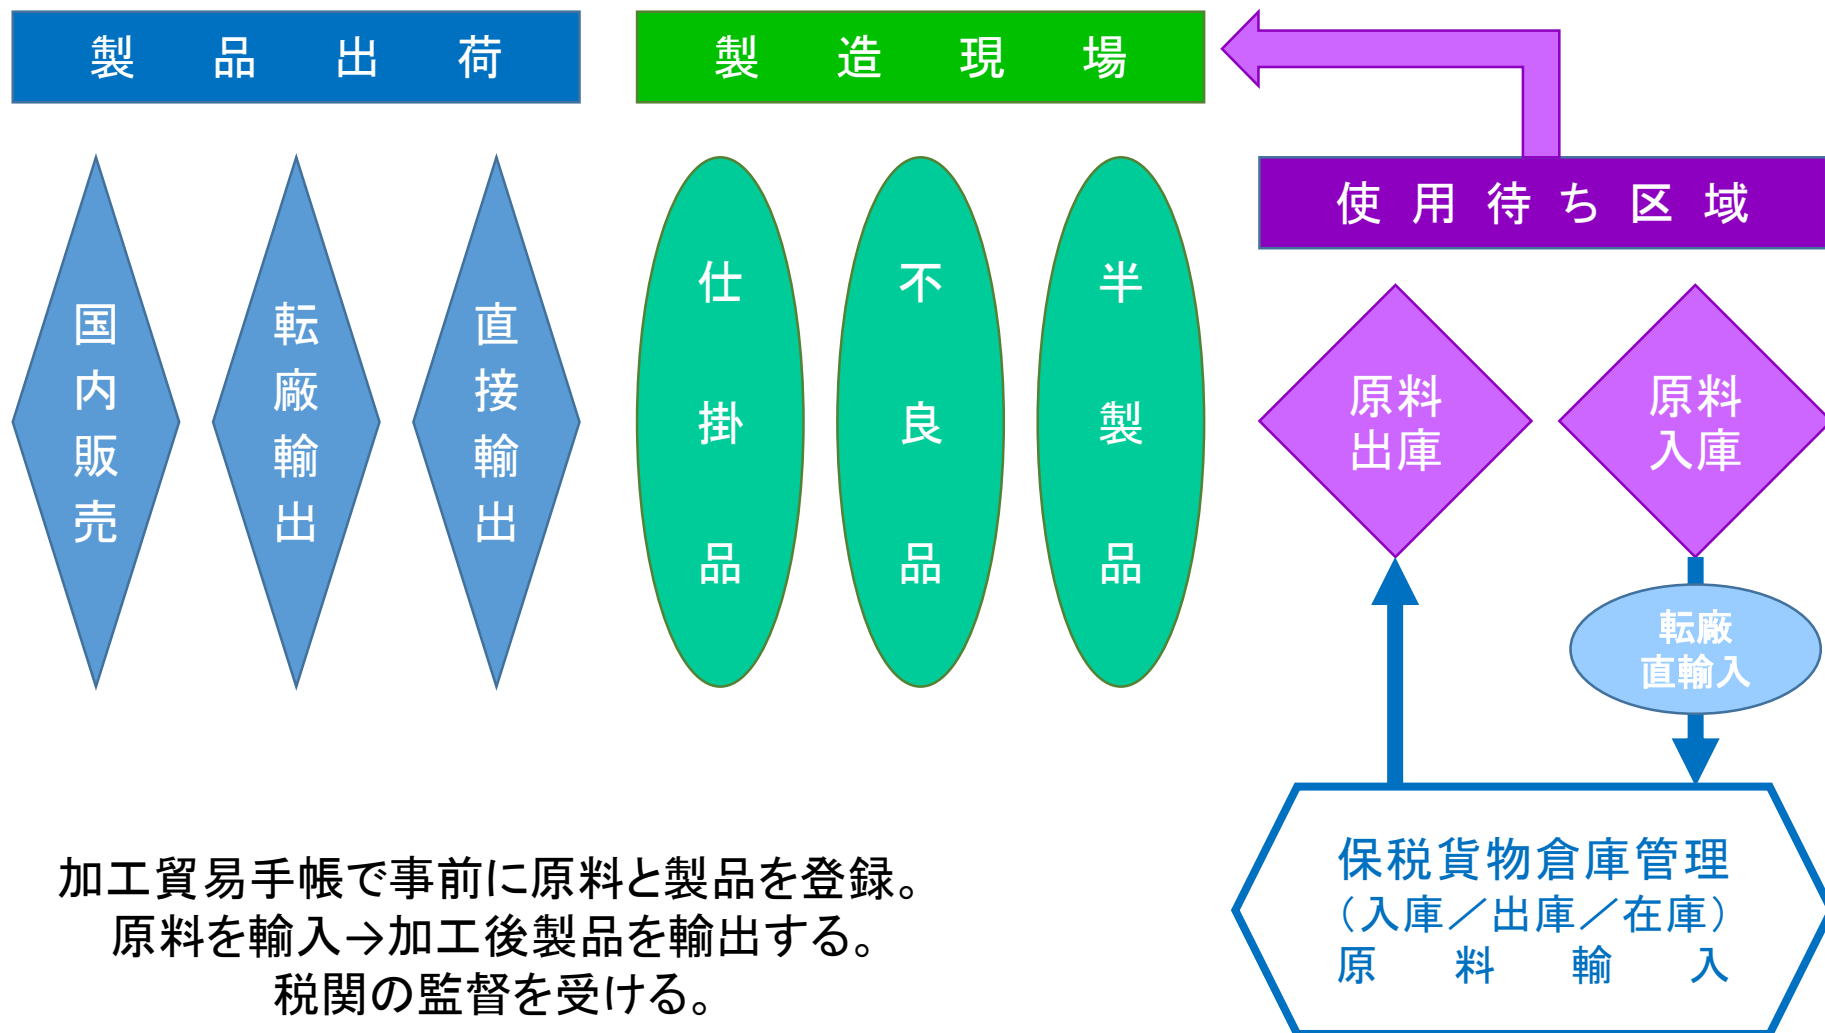 製品出荷
製造現場
使用待ち区域
国内販売
転廠輸出
直接輸出
仕掛品
不良品
半製品
原料
出庫
原料
入庫
転廠
直輸入
保税貨物倉庫管理
（入庫／出庫／在庫）
原料輸入
加工貿易手帳で事前に原料と製品を登録。
原料を輸入→加工後製品を輸出する。
税関の監督を受ける。